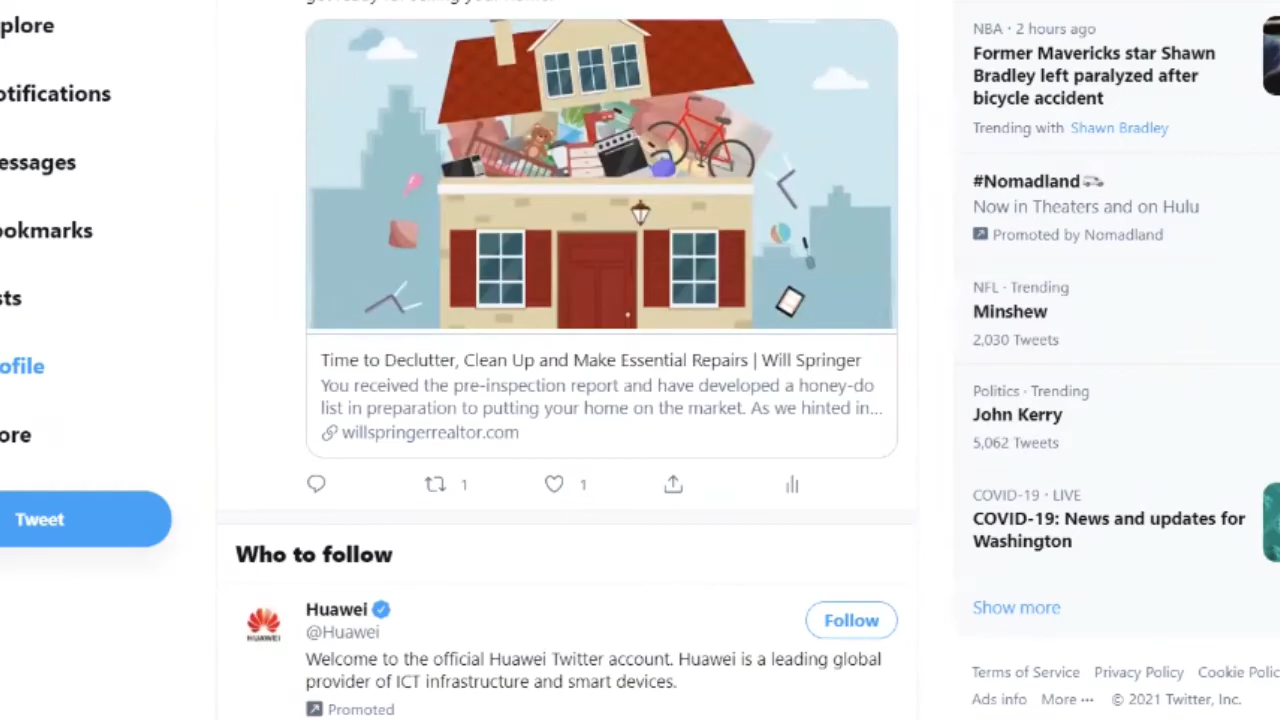 plore
otifications
essages
ookmarks
sts
ofile
ore
Tweet
Time to Declutter, Clean Up and Make Essential Repairs | Will Springer
You received the pre-inspection report and have developed a honey-do
list in preparation to putting your home on the market. As we hinted in...
willspringerrealtor.com
1
1
Who to follow
Huawei
@Huawei
Follow
Welcome to the official Huawei Twitter account. Huawei is a leading global
provider of ICT infrastructure and smart devices.
Promoted
HUAWEI
NBA · 2 hours ago
Former Mavericks star Shawn
Bradley left paralyzed after
bicycle accident
Trending with Shawn Bradley
#Nomadland
Now in Theaters and on Hulu
Promoted by Nomadland
NFL · Trending
Minshew
2,030 Tweets
Politics · Trending
John Kerry
5,062 Tweets
COVID-19 · LIVE
COVID-19: News and updates for
Washington
Show more
Terms of Service Privacy Policy Cookie Polic
Ads info More ··· © 2021 Twitter, Inc.